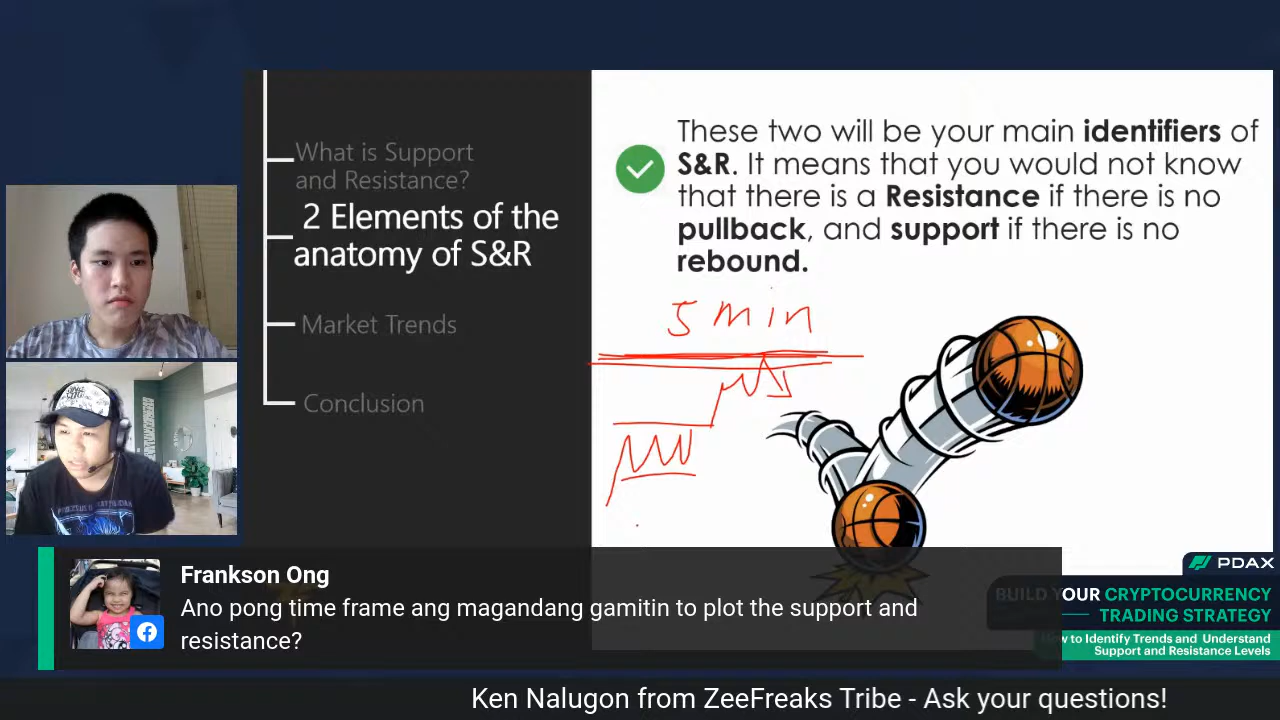 What is Support
and Resistance?
2 Elements of the
anatomy of S&R
Market Trends
Conclusion
These two will be your main identifiers of
S&R. It means that you would not know
that there is a Resistance if there is no
pullback, and support if there is no
rebound.
5 min
Frankson Ong
Ano pong time frame ang magandang gamitin to plot the support and
resistance?
PDAX
BUILD YOUR CRYPTOCURRENCY
TRADING STRATEGY
How to Identify Trends and Understand
Support and Resistance Levels
Ken Nalugon from ZeeFreaks Tribe - Ask your questions!